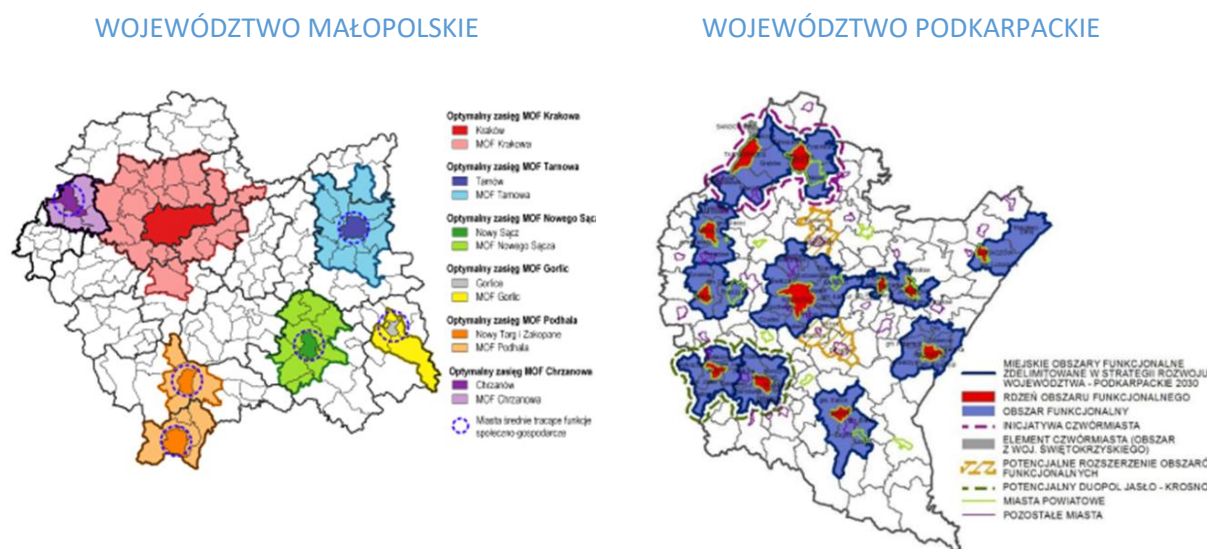 WOJEWÓDZTWO MAŁOPOLSKIE
WOJEWÓDZTWO PODKARPACKIE
Optymalny zasięg MOF Krakowa
Kraków
MOF Krakowa
Optymalny zasięg MOF Tarnowa
Tarnów
MOF Tarnowa
Optymalny zasięg MOF Nowego Sącz
Nowy Sącz
MOF Nowego Sącza
Optymalny zasięg MOF Gorlic
Gorlice
MOF Gorlic
Optymalny zasięg MOF Podhala
Nowy Targ i Zakopane
MOF Podhala
Optymalny zasięg MOF Chrzanowa
Chrzanów
MOF Chrzanowa
Miasta średnie tracące funkcje
społeczno-gospodarcze
MIEJSKIE OBSZARY FUNKCJONALNE
ZDELIMITOWANE W STRATEGII ROZWOJU
WOJEWÓDZTWA - PODKARPACKIE 2030
RDZEŃ OBSZARU FUNKCJONALNEGO
OBSZAR FUNKCJONALNY
INICJATYWA CZWÓRMIASTA
ELEMENT CZWÓRMIASTA (OBSZAR
Z WOJ. ŚWIĘTOKRZYSKIEGO)
POTENCJALNE ROZSZERZENIE OBSZARÓ
FUNKCJONALNYCH
POTENCJALNY DUOPOL JASŁO - KROSNO
MIASTA POWIATOWE
POZOSTAŁE MIASTA